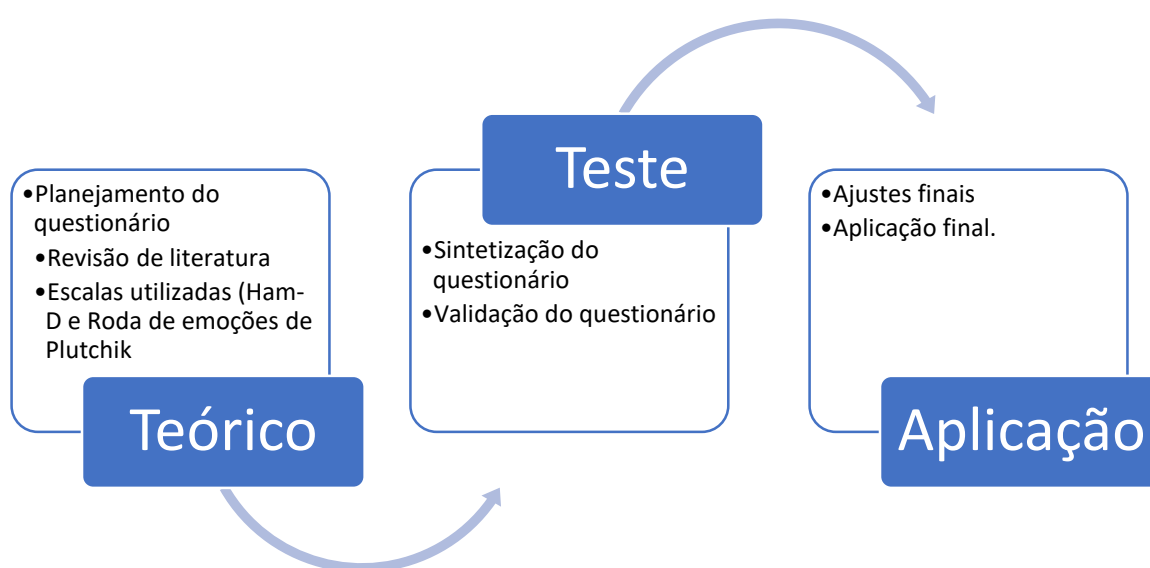 •Planejamento do
questionário
•Revisão de literatura
•Escalas utilizadas (Ham-
D e Roda de emoções de
Plutchik
Teórico
Teste
•Sintetização do
questionário
•Validação do questionário
•Ajustes finais
•Aplicação final.
Aplicação